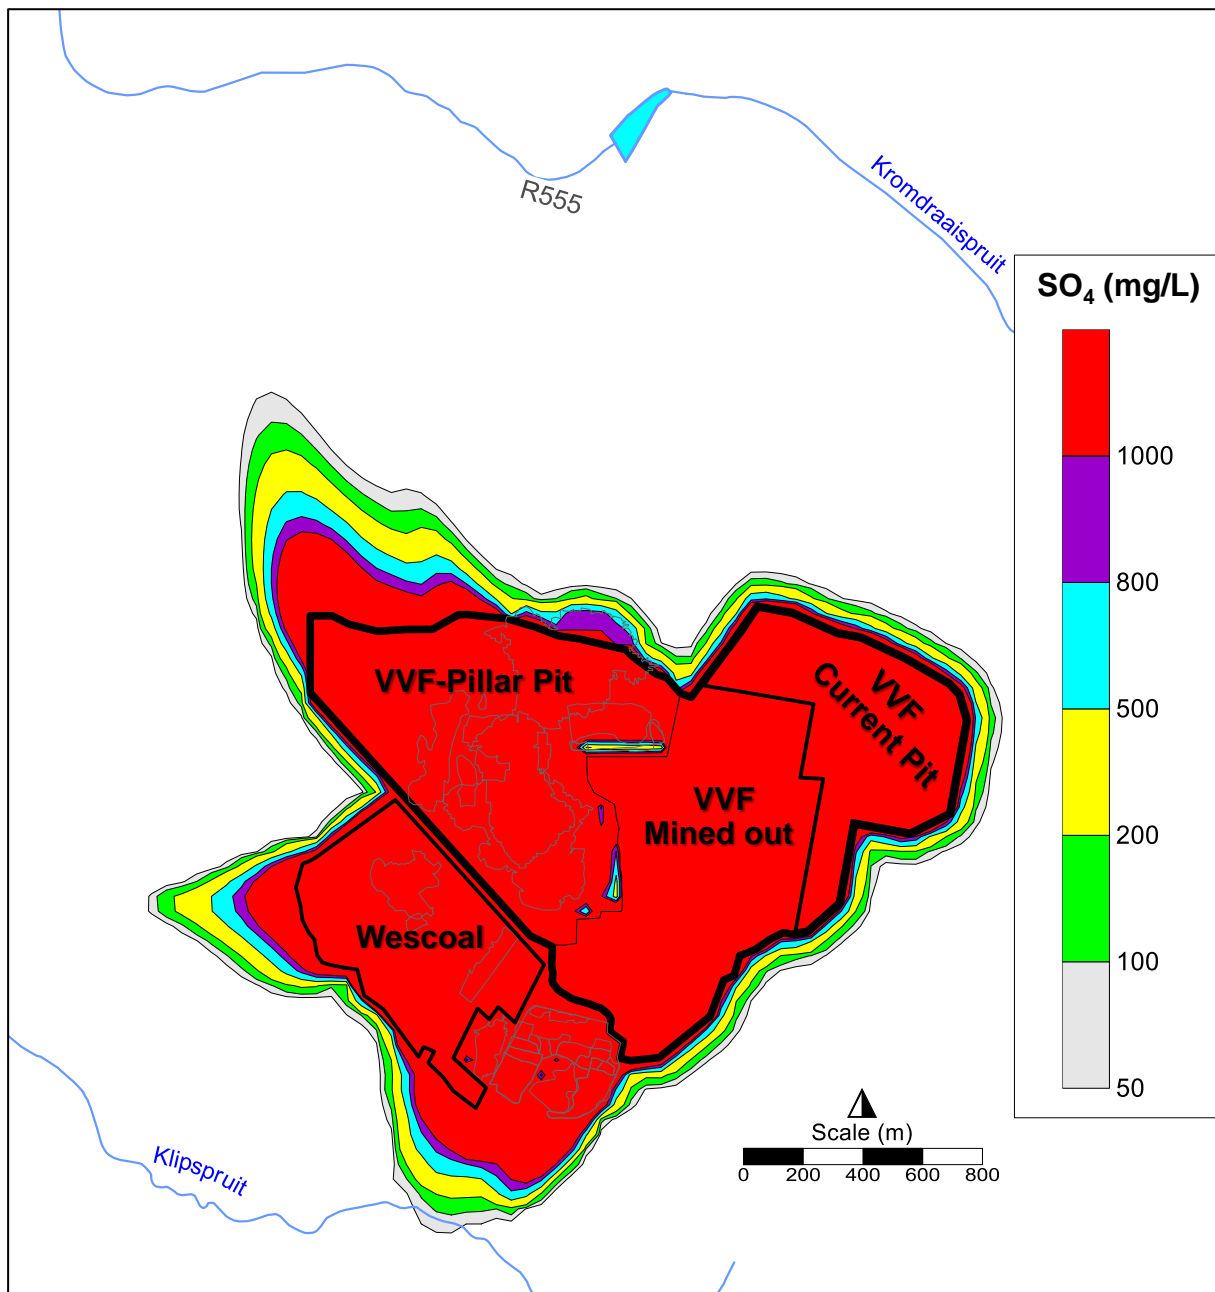 R555
Kromdraaispruit
SO₄ (mg/L)
1000
800
500
200
100
50
VVF-Pillar Pit
VVF
Current Pit
VVF
Mined out
Wescoal
Klipspruit
Scale (m)
0 200 400 600 800